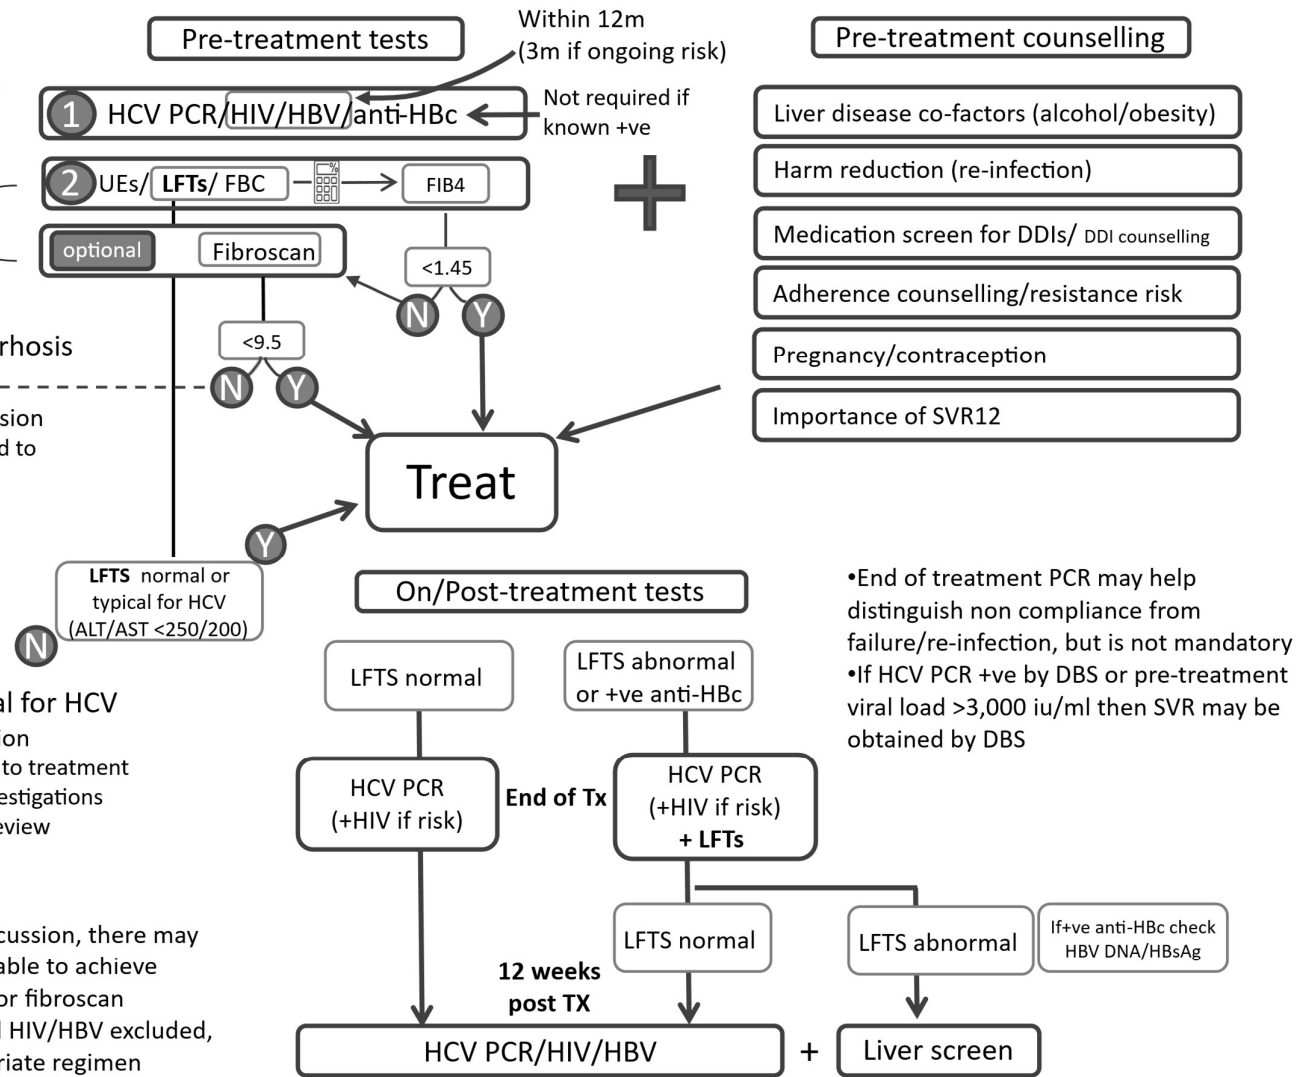 Pre-treatment tests
Within 12m
(3m if ongoing risk)
Pre-treatment counselling
1
HCV PCR/HIV/HBV/anti-HBc
Not required if
known +ve
2
UEs/ LFTs/ FBC
%
FIB4
optional
Fibroscan
<1.45
N
Y
<9.5
N
Y
Liver disease co-factors (alcohol/obesity)
Harm reduction (re-infection)
Medication screen for DDIs/ DDI counselling
Adherence counselling/resistance risk
Pregnancy/contraception
Importance of SVR12
rhosis
sion
d to
Treat
Y
LFTS normal or
typical for HCV
(ALT/AST <250/200)
N
al for HCV
ion
to treatment
estigations
eview
cussion, there may
able to achieve
or fibroscan
l HIV/HBV excluded,
riate regimen
On/Post-treatment tests
LFTS normal
LFTS abnormal
or +ve anti-HBc
HCV PCR
(+HIV if risk)
End of Tx
HCV PCR
(+HIV if risk)
+ LFTs
LFTS normal
LFTS abnormal
If+ve anti-HBc check
HBV DNA/HBsAg
12 weeks
post TX
HCV PCR/HIV/HBV
+
Liver screen
•End of treatment PCR may help
distinguish non compliance from
failure/re-infection, but is not mandatory
•If HCV PCR +ve by DBS or pre-treatment
viral load >3,000 iu/ml then SVR may be
obtained by DBS